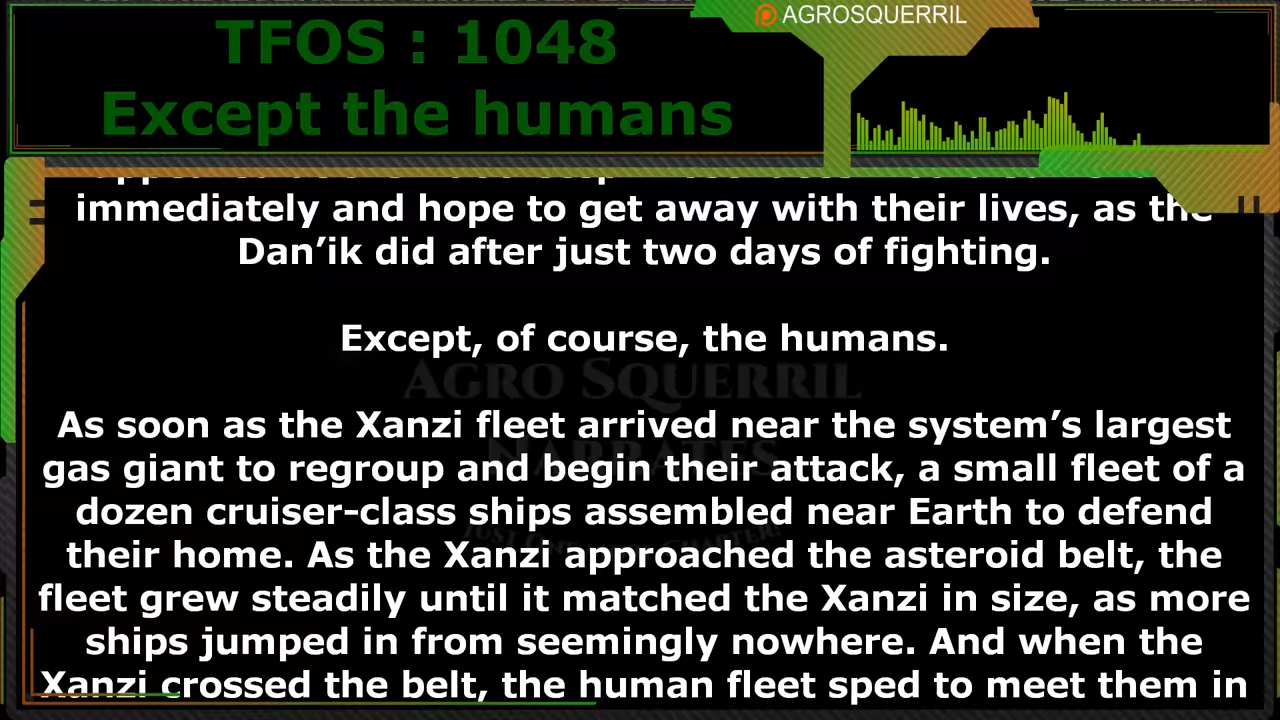 AGROSQUERRIL
TFOS : 1048
Except the humans
immediately and hope to get away with their lives, as the
Dan’ik did after just two days of fighting.
Except, of course, the humans.
AGRO SQUERRIL
NARRATES
As soon as the Xanzi fleet arrived near the system’s largest
gas giant to regroup and begin their attack, a small fleet of a
dozen cruiser-class ships assembled near Earth to defend
their home. As the Xanzi approached the asteroid belt, the
fleet grew steadily until it matched the Xanzi in size, as more
ships jumped in from seemingly nowhere. And when the
Xanzi crossed the belt, the human fleet sped to meet them in